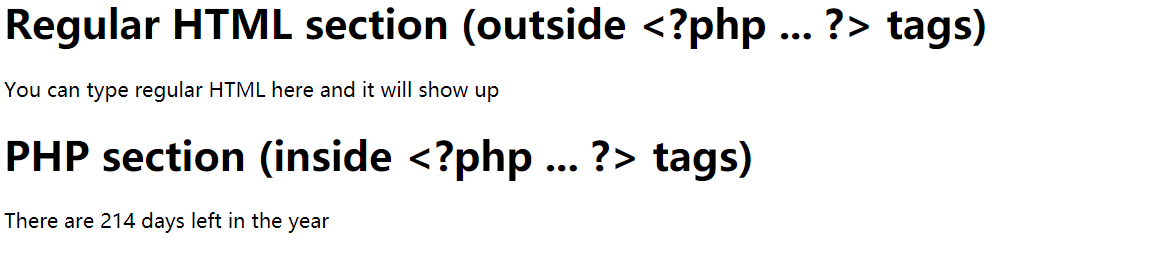 Regular HTML section (outside <?php ... ?> tags)
You can type regular HTML here and it will show up
PHP section (inside <?php ... ?> tags)
There are 214 days left in the year